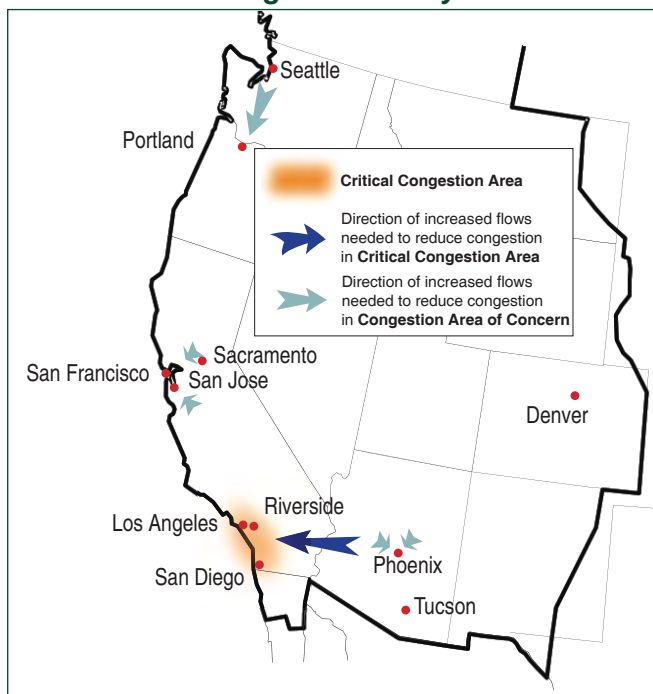 Seattle
Portland
Critical Congestion Area
Direction of increased flows
needed to reduce congestion
in Critical Congestion Area
Direction of increased flows
needed to reduce congestion
in Congestion Area of Concern
Sacramento
San Francisco
San Jose
Denver
Riverside
Los Angeles
Phoenix
San Diego
Tucson